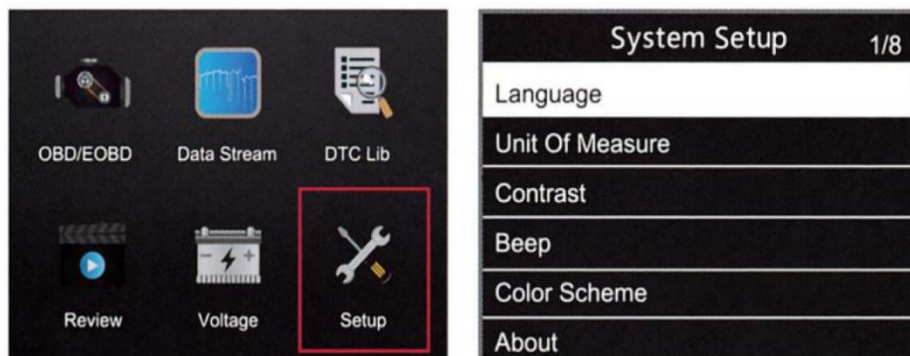 OBD/EOBD Data Stream DTC Lib
Review Voltage Setup
System Setup 1/8
Language
Unit Of Measure
Contrast
Beep
Color Scheme
About